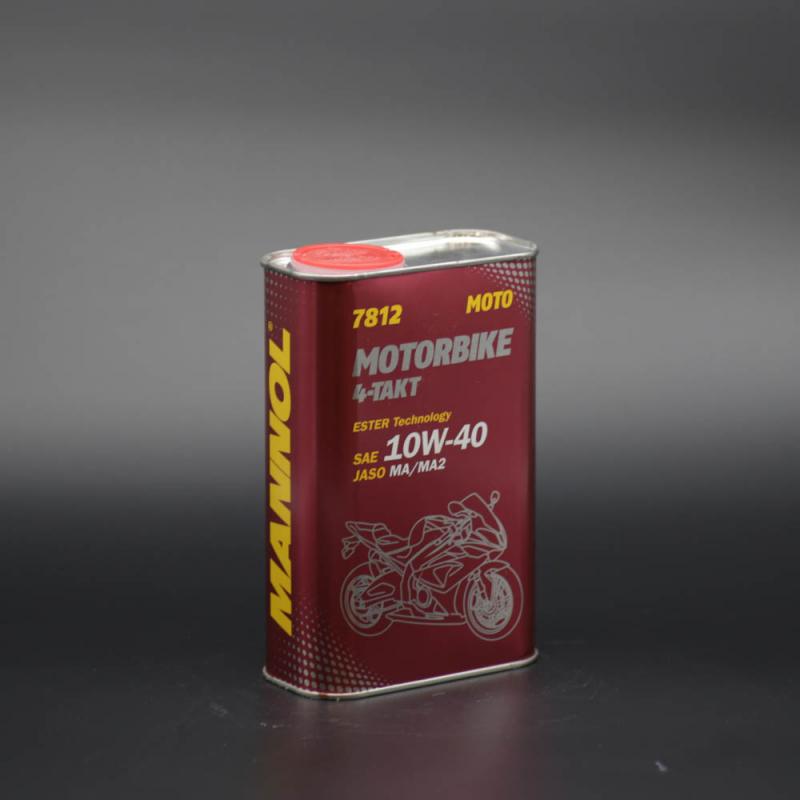 MANNOL®
7812
MOTO
MOTORBIKE
4-TAKT
ESTER Technology
SAE 10W-40
JASO MA/MA2